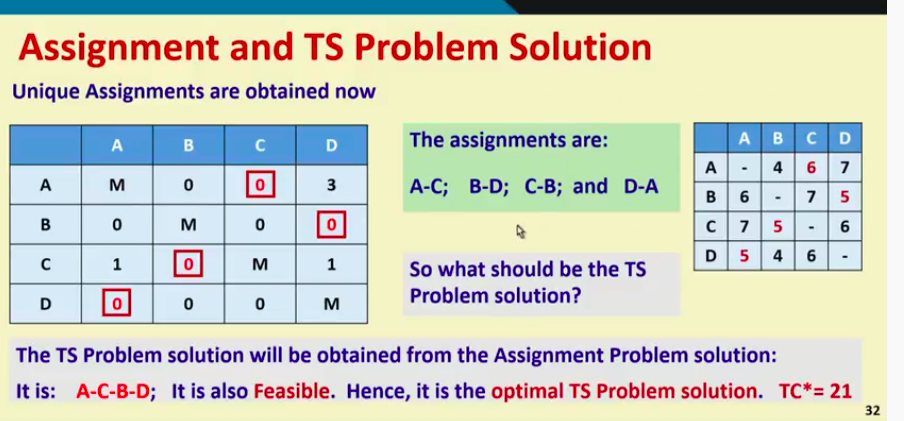 Assignment and TS Problem Solution
Unique Assignments are obtained now
A B C D
A M 0 0 3
B 0 M 0 0
C 1 0 M 1
D 0 0 0 M
The assignments are:
A-C; B-D; C-B; and D-A
So what should be the TS
Problem solution?
A B C D
A - 4 6 7
B 6 - 7 5
C 7 5 - 6
D 5 4 6 -
The TS Problem solution will be obtained from the Assignment Problem solution:
It is: A-C-B-D; It is also Feasible. Hence, it is the optimal TS Problem solution. TC*= 21
32